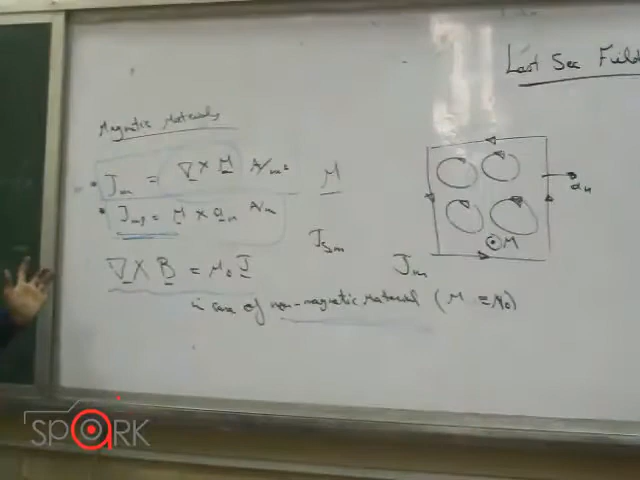 Last Sec Field
Magnetic Materials
• J_m = ∇ × M A/m² M
• J_ms = M × a_n A/m
J_sm
∇ × B = μ₀ J
J_m
in case of non-magnetic Material (μ = μ₀)
⊙ M
a_n
SPARK